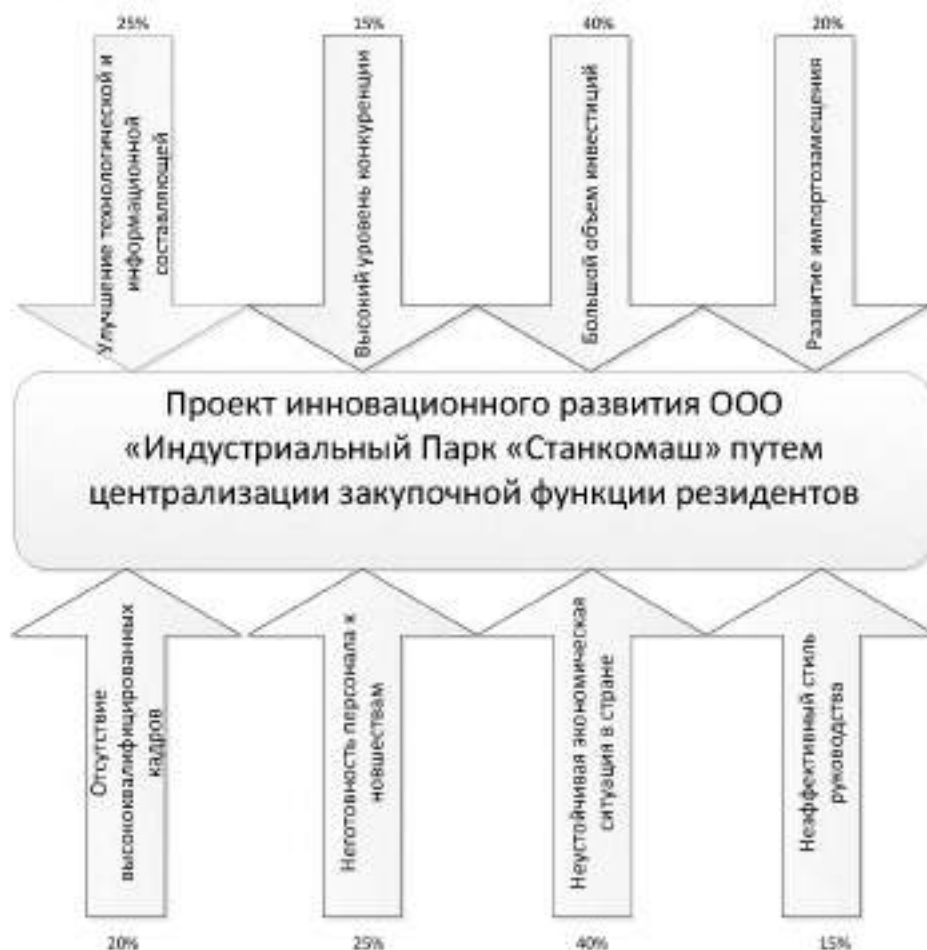 25%
15%
40%
20%
Улучшение технологической и
информационной
составляющей
Высокий уровень конкуренции
Большой объем инвестиций
Развитие импортозамещения
Проект инновационного развития ООО
«Индустриальный Парк «Станкомаш» путем
централизации закупочной функции резидентов
Отсутствие
высококвалифицированных
кадров
Неготовность персонала к
новшествам
Неустойчивая экономическая
ситуация в стране
Неэффективный стиль
руководства
20%
25%
40%
15%